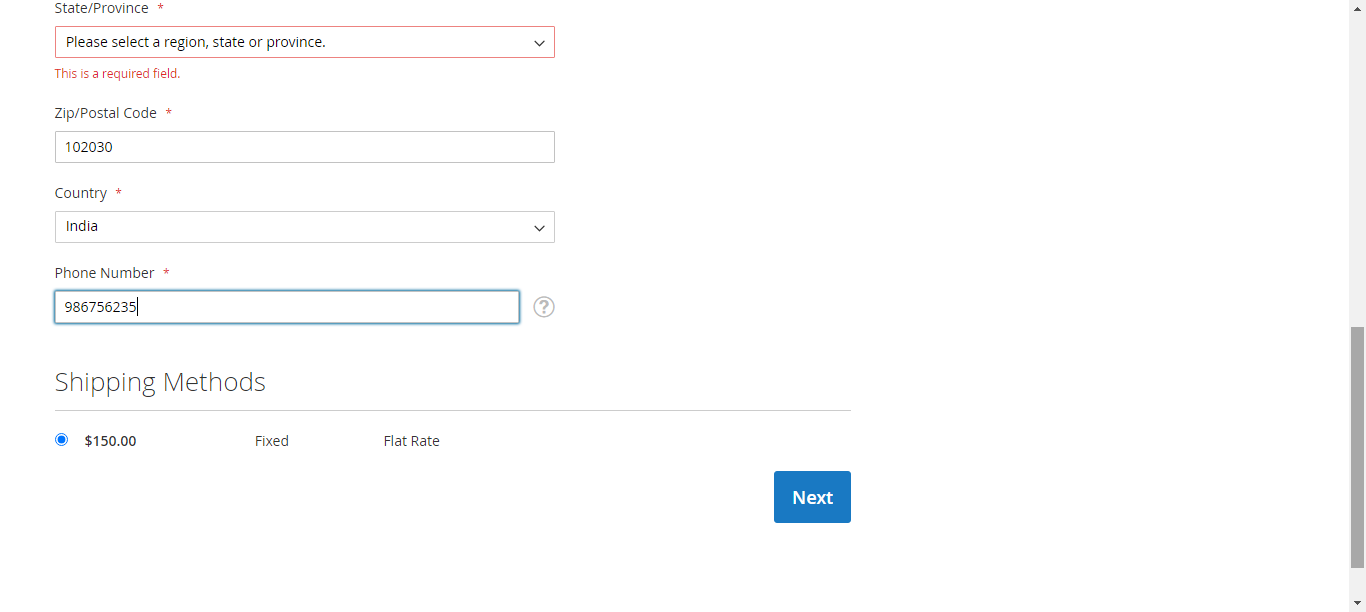 State/Province *
Please select a region, state or province.
This is a required field.
Zip/Postal Code *
102030
Country *
India
Phone Number *
986756235
?
Shipping Methods
$150.00 Fixed Flat Rate
Next